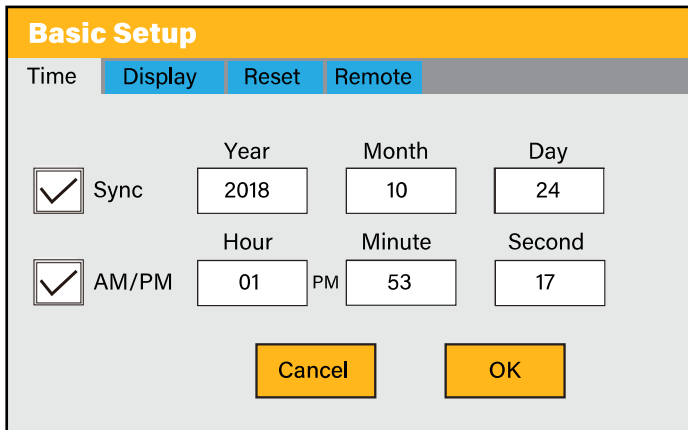 Basic Setup
Time Display Reset Remote
Year Month Day
Sync 2018 10 24
Hour Minute Second
AM/PM 01 PM 53 17
Cancel OK